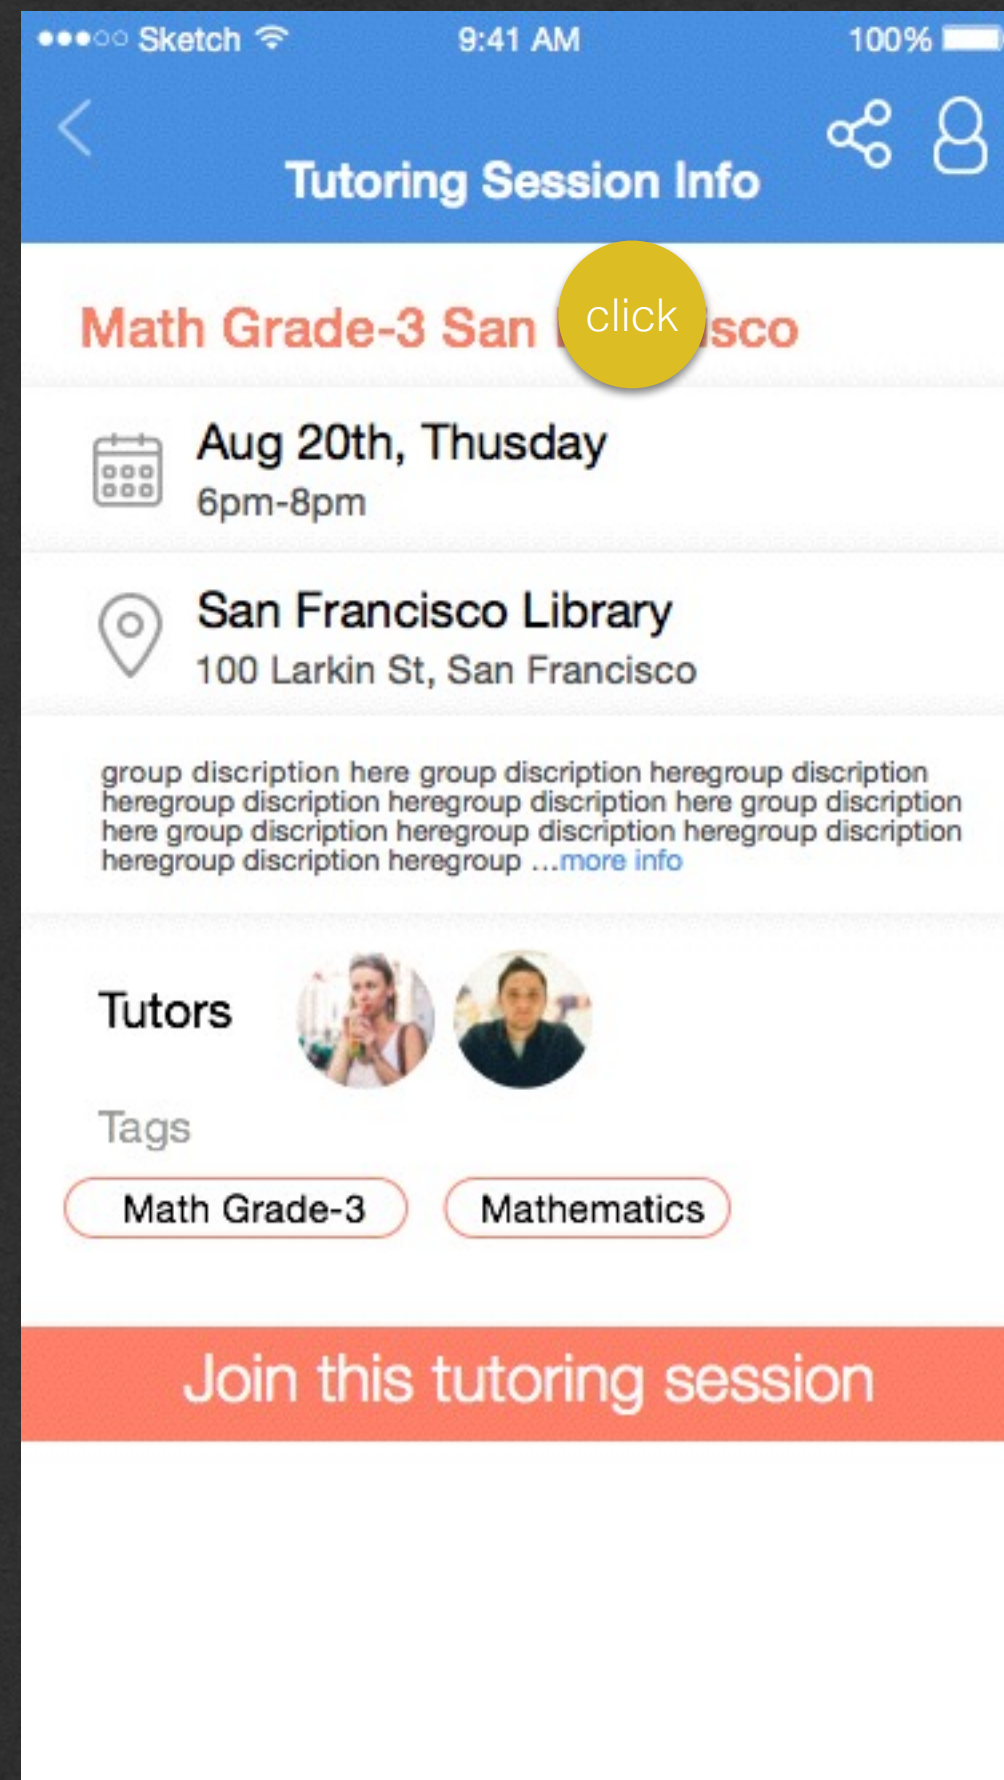 Sketch 9:41 AM 100%
Tutoring Session Info
click
Math Grade-3 San isco
Aug 20th, Thusday
6pm-8pm
San Francisco Library
100 Larkin St, San Francisco
group discription here group discription heregroup discription
heregroup discription heregroup discription here group discription
here group discription heregroup discription heregroup discription
heregroup discription heregroup ...more info
Tutors
Tags
Math Grade-3 Mathematics
Join this tutoring session